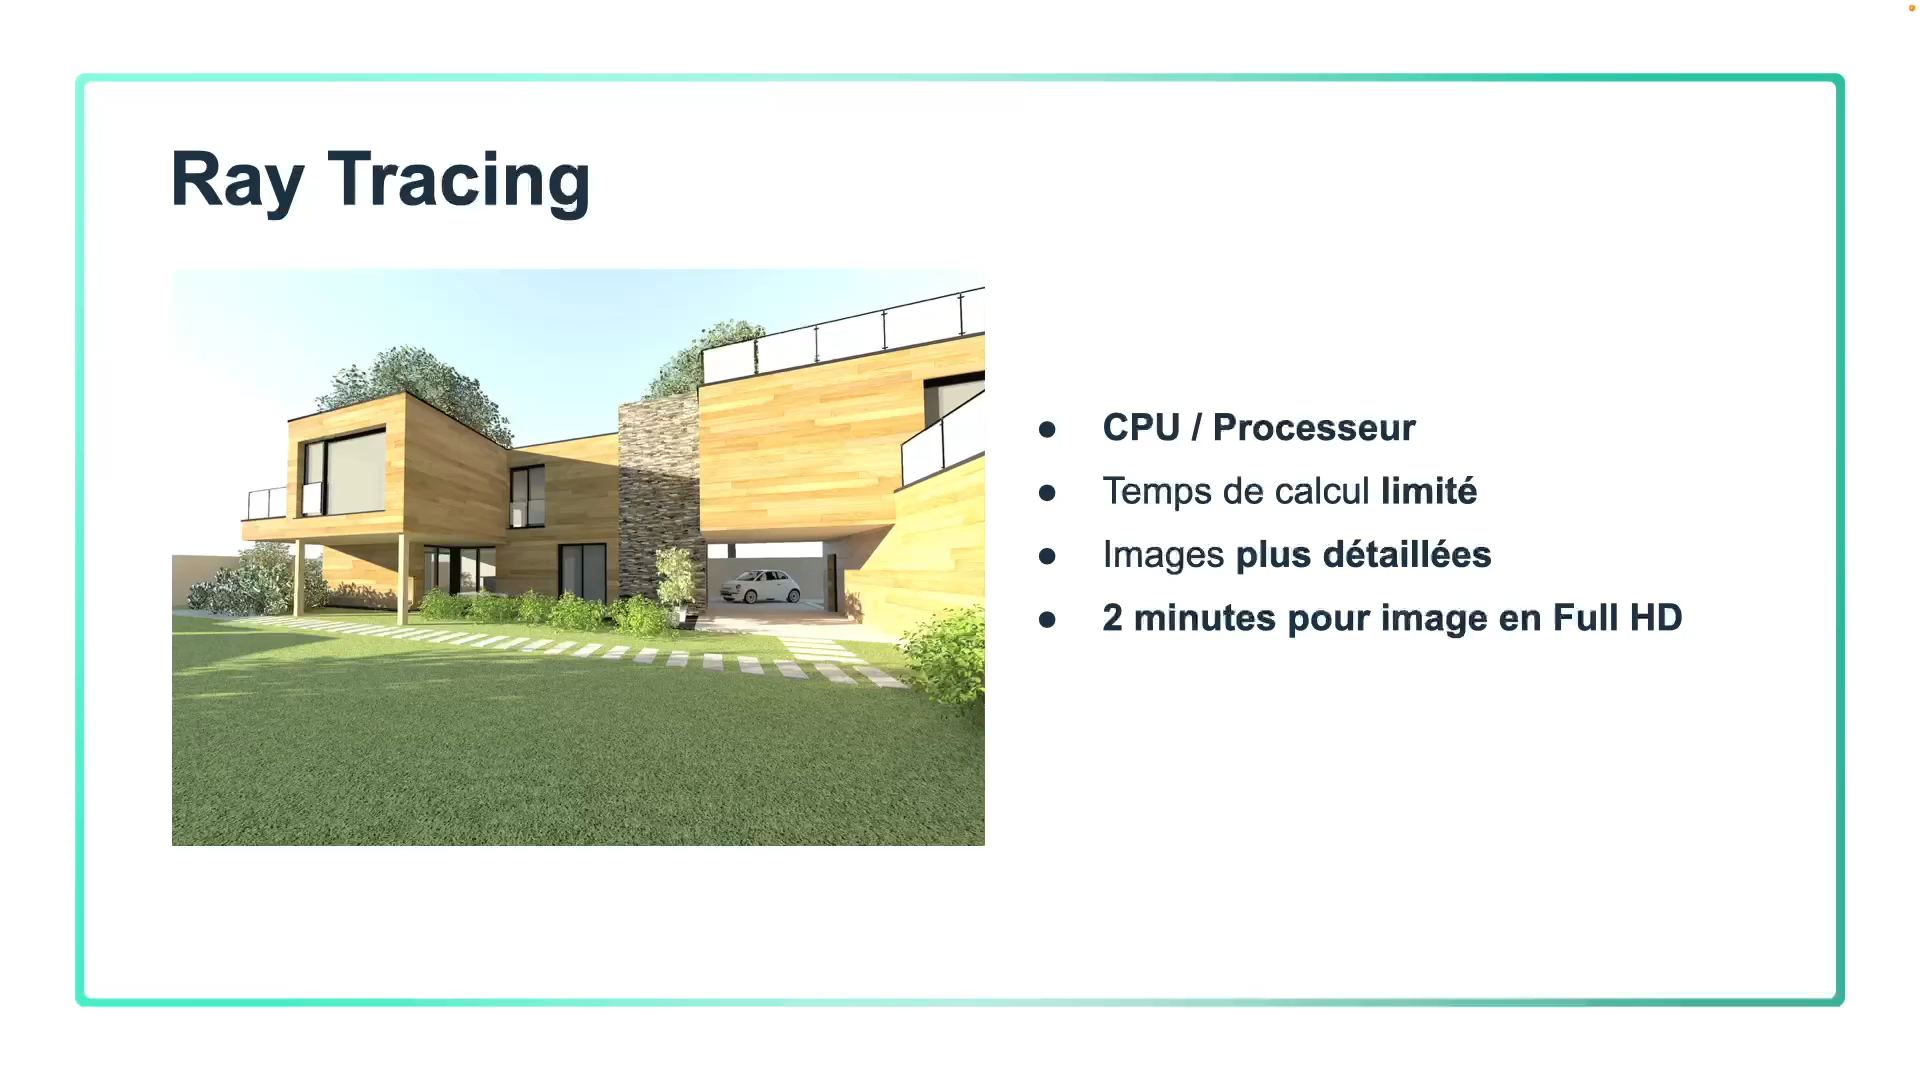 Ray Tracing
● CPU / Processeur
● Temps de calcul limité
● Images plus détaillées
● 2 minutes pour image en Full HD